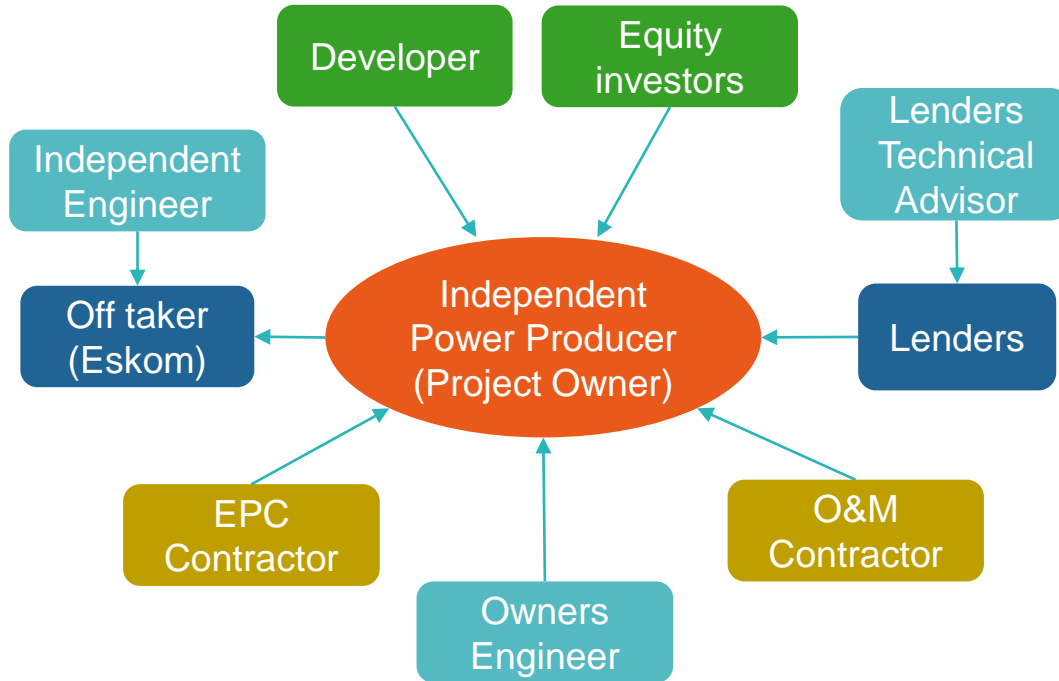 Developer
Equity
investors
Lenders
Technical
Advisor
Independent
Engineer
Independent
Power Producer
(Project Owner)
Off taker
(Eskom)
Lenders
EPC
Contractor
O&M
Contractor
Owners
Engineer